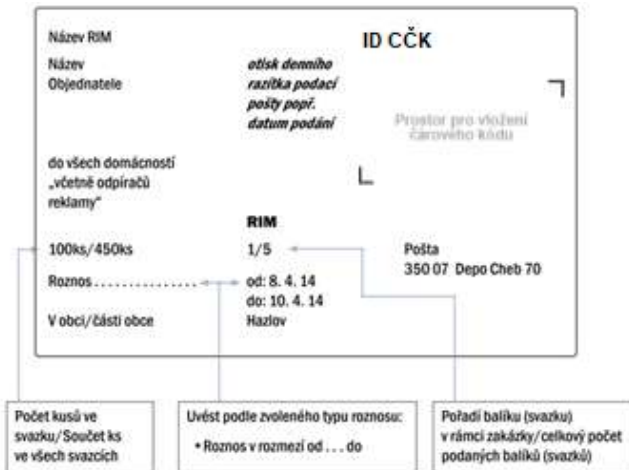 Název RIM
ID CČK
Název
Objednatele
otisk denního
razítka podací
pošty popř.
datum podání
Prostor pro vložení
čárového kódu
do všech domácností
„včetně odpíračů
reklamy“
RIM
100ks/450ks
1/5
Pošta
350 07 Depo Cheb 70
Roznos................
od: 8. 4. 14
do: 10. 4. 14
V obci/části obce
Hazlov
Počet kusů ve
svazku/Součet ks
ve všech svazcích
Uvést podle zvoleného typu roznosu:
• Roznos v rozmezí od . . . do
Pořadí balíku (svazku)
v rámci zakázky/celkový počet
podaných balíků (svazků)